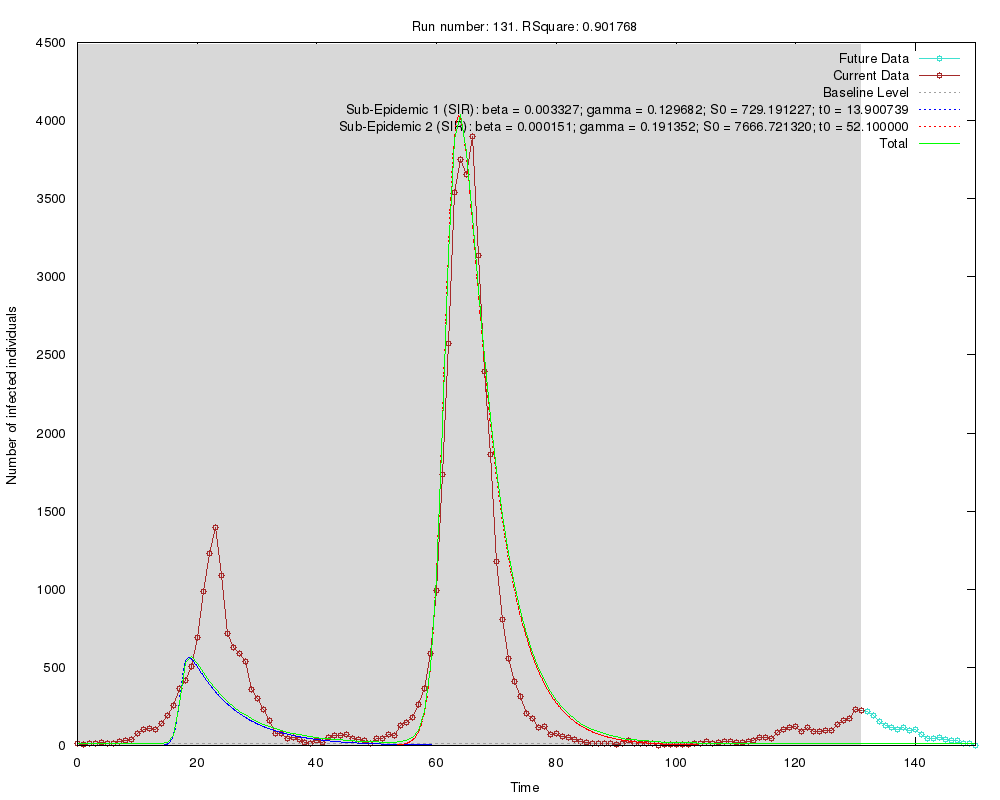 Run number: 131. RSquare: 0.901768
Future Data
Current Data
Baseline Level
Sub-Epidemic 1 (SIR): beta = 0.003327; gamma = 0.129682; S0 = 729.191227; t0 = 13.900739
Sub-Epidemic 2 (SIR): beta = 0.000151; gamma = 0.191352; S0 = 7666.721320; t0 = 52.100000
Total
4500
4000
3500
3000
2500
2000
1500
1000
500
0
Number of infected individuals
0 20 40 60 80 100 120 140
Time